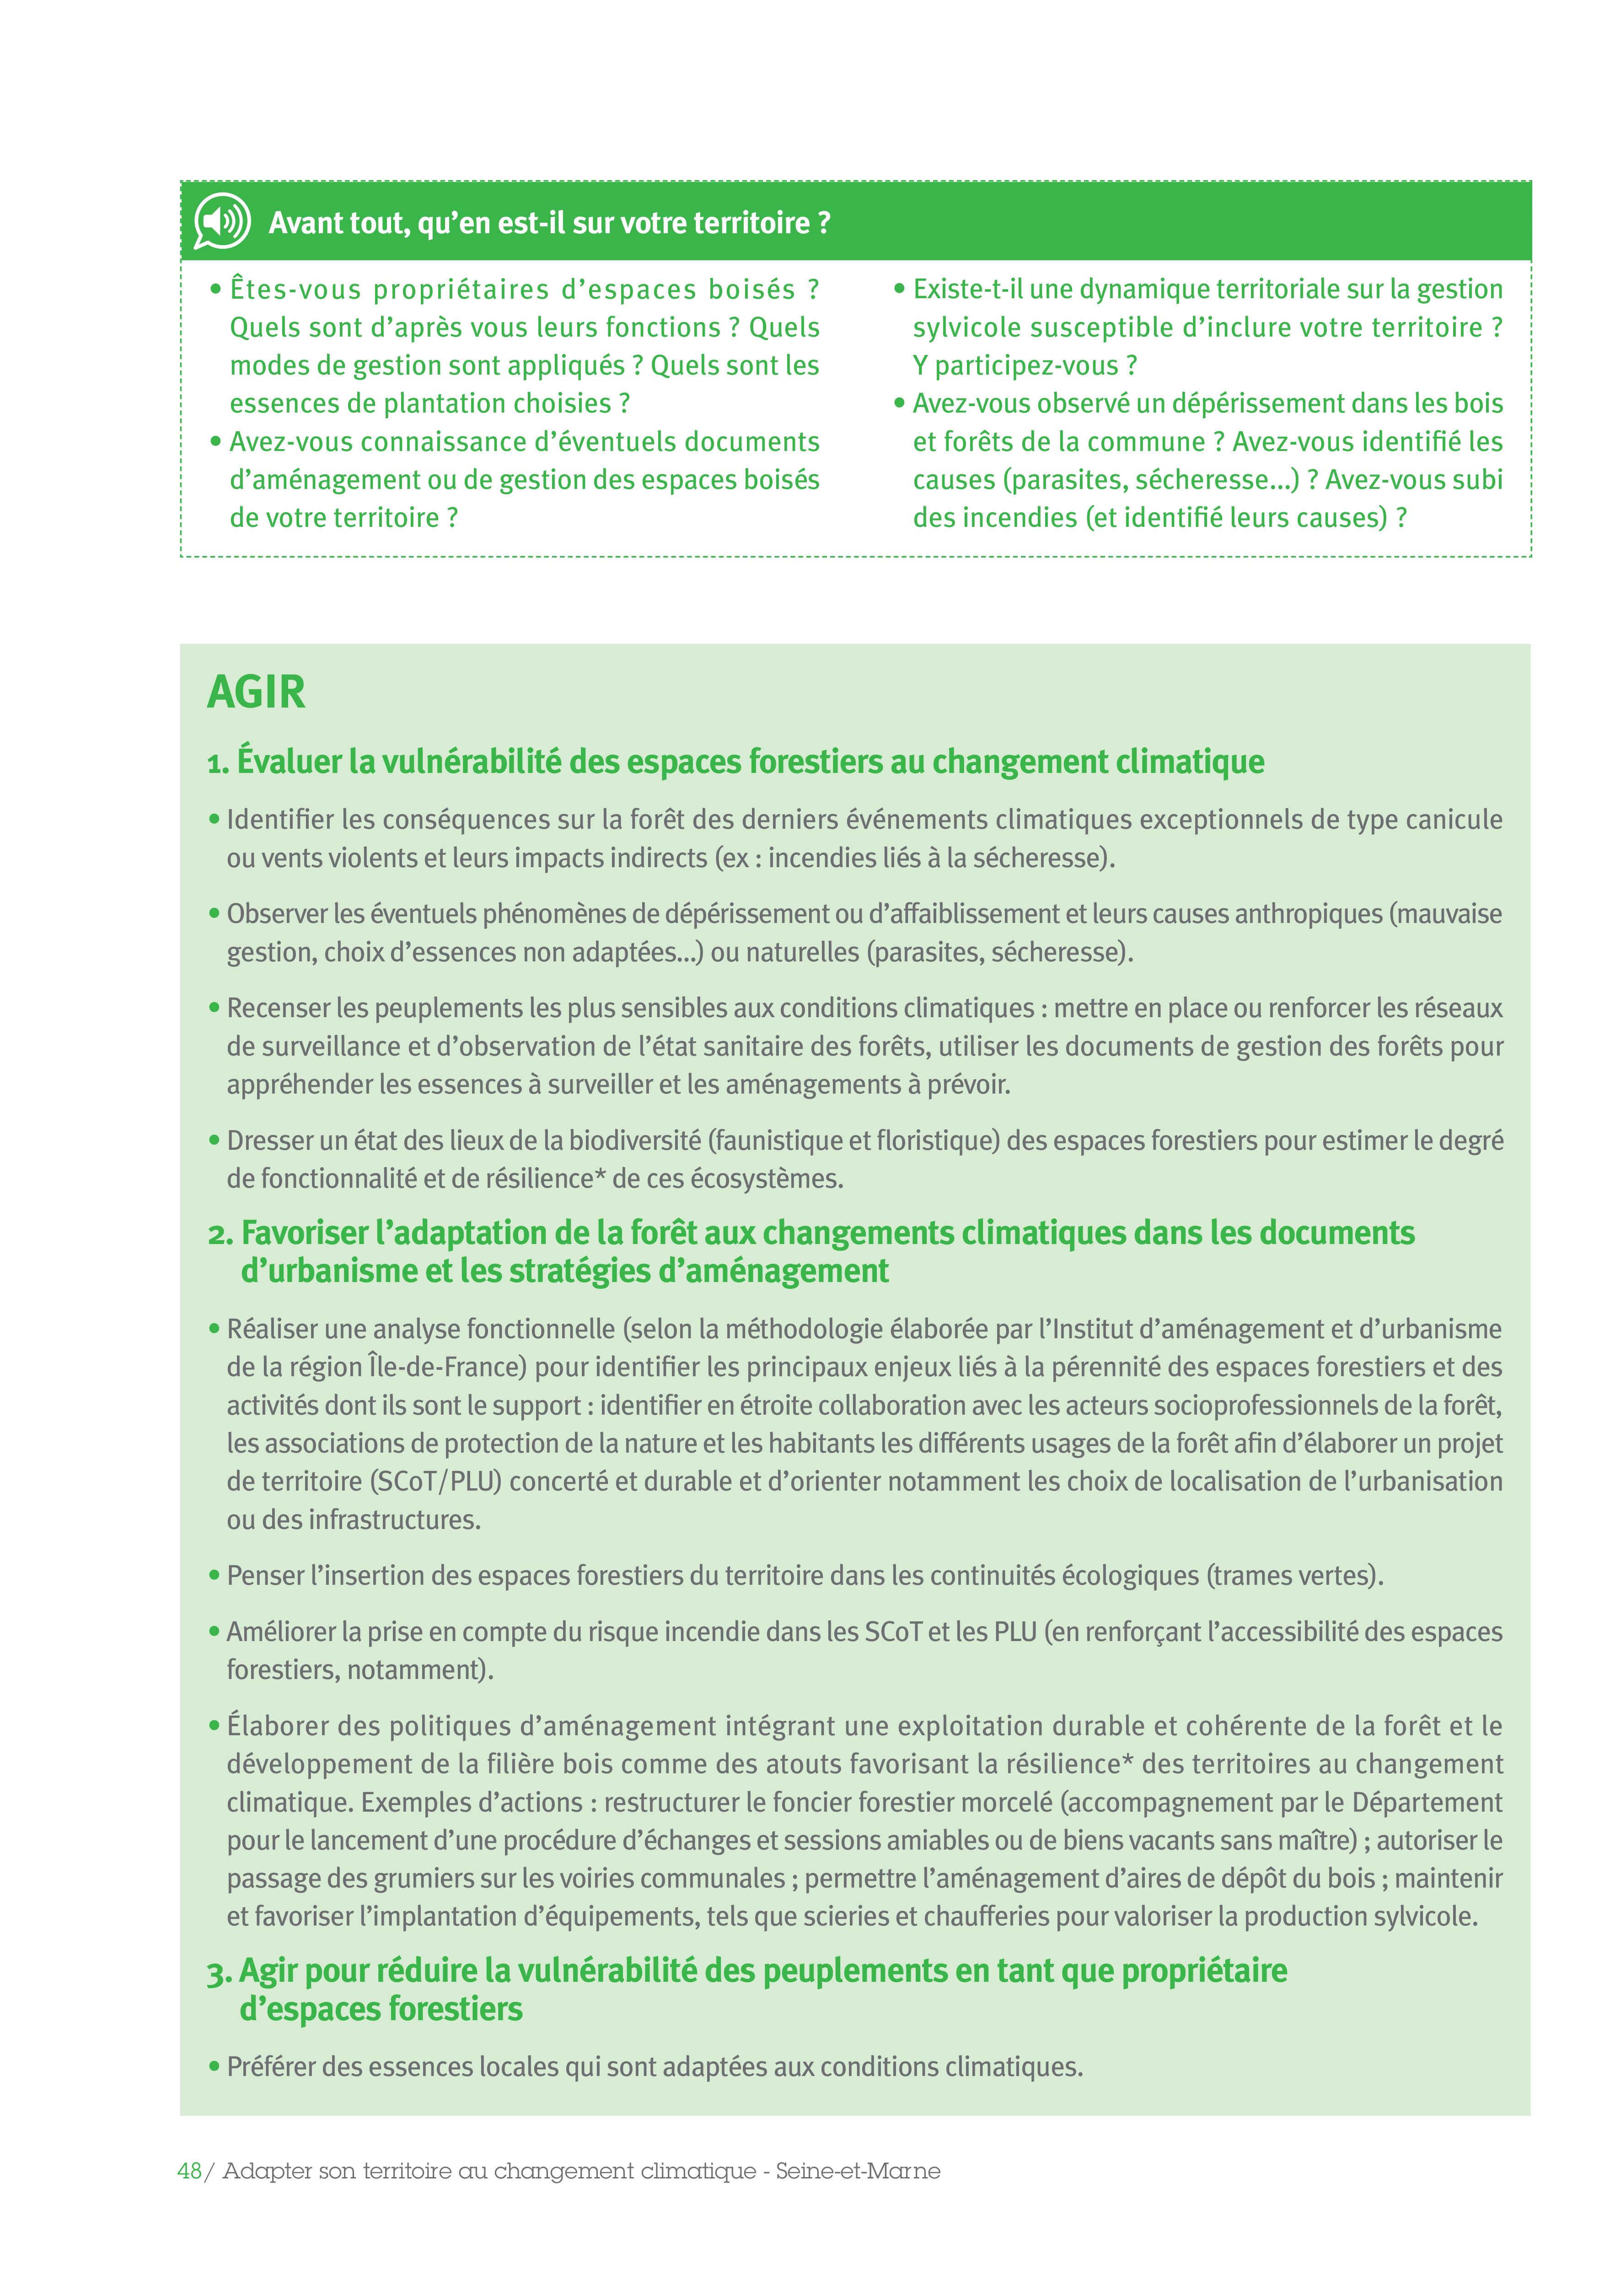 Avant tout, qu’en est-il sur votre territoire ?
• Êtes-vous propriétaires d’espaces boisés ?
Quels sont d’après vous leurs fonctions ? Quels
modes de gestion sont appliqués ? Quels sont les
essences de plantation choisies ?
• Avez-vous connaissance d’éventuels documents
d’aménagement ou de gestion des espaces boisés
de votre territoire ?
• Existe-t-il une dynamique territoriale sur la gestion
sylvicole susceptible d’inclure votre territoire ?
Y participez-vous ?
• Avez-vous observé un dépérissement dans les bois
et forêts de la commune ? Avez-vous identifié les
causes (parasites, sécheresse...) ? Avez-vous subi
des incendies (et identifié leurs causes) ?
AGIR
1. Évaluer la vulnérabilité des espaces forestiers au changement climatique
• Identifier les conséquences sur la forêt des derniers événements climatiques exceptionnels de type canicule
ou vents violents et leurs impacts indirects (ex : incendies liés à la sécheresse).
• Observer les éventuels phénomènes de dépérissement ou d’affaiblissement et leurs causes anthropiques (mauvaise
gestion, choix d’essences non adaptées...) ou naturelles (parasites, sécheresse).
• Recenser les peuplements les plus sensibles aux conditions climatiques : mettre en place ou renforcer les réseaux
de surveillance et d’observation de l’état sanitaire des forêts, utiliser les documents de gestion des forêts pour
appréhender les essences à surveiller et les aménagements à prévoir.
• Dresser un état des lieux de la biodiversité (faunistique et floristique) des espaces forestiers pour estimer le degré
de fonctionnalité et de résilience* de ces écosystèmes.
2. Favoriser l’adaptation de la forêt aux changements climatiques dans les documents
d’urbanisme et les stratégies d’aménagement
• Réaliser une analyse fonctionnelle (selon la méthodologie élaborée par l’Institut d’aménagement et d’urbanisme
de la région Île-de-France) pour identifier les principaux enjeux liés à la pérennité des espaces forestiers et des
activités dont ils sont le support : identifier en étroite collaboration avec les acteurs socioprofessionnels de la forêt,
les associations de protection de la nature et les habitants les différents usages de la forêt afin d’élaborer un projet
de territoire (SCoT/PLU) concerté et durable et d’orienter notamment les choix de localisation de l’urbanisation
ou des infrastructures.
• Penser l’insertion des espaces forestiers du territoire dans les continuités écologiques (trames vertes).
• Améliorer la prise en compte du risque incendie dans les SCoT et les PLU (en renforçant l’accessibilité des espaces
forestiers, notamment).
• Élaborer des politiques d’aménagement intégrant une exploitation durable et cohérente de la forêt et le
développement de la filière bois comme des atouts favorisant la résilience* des territoires au changement
climatique. Exemples d’actions : restructurer le foncier forestier morcelé (accompagnement par le Département
pour le lancement d’une procédure d’échanges et sessions amiables ou de biens vacants sans maître) ; autoriser le
passage des grumiers sur les voiries communales ; permettre l’aménagement d’aires de dépôt du bois ; maintenir
et favoriser l’implantation d’équipements, tels que scieries et chaufferies pour valoriser la production sylvicole.
3. Agir pour réduire la vulnérabilité des peuplements en tant que propriétaire
d’espaces forestiers
• Préférer des essences locales qui sont adaptées aux conditions climatiques.
48/ Adapter son territoire au changement climatique - Seine-et-Marne